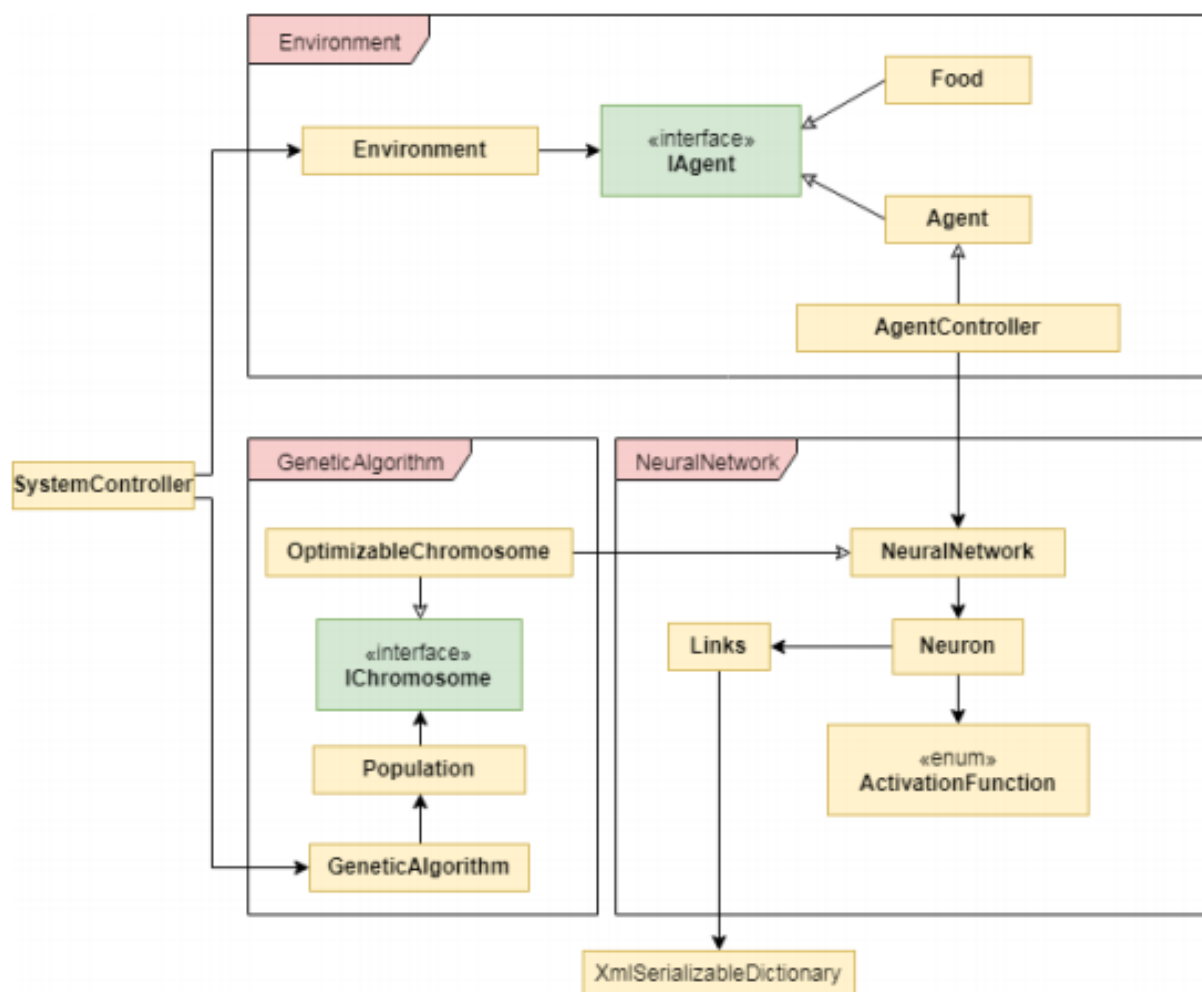 Environment
Food
Environment
«interface»
IAgent
Agent
AgentController
GeneticAlgorithm
NeuralNetwork
SystemController
OptimizableChromosome
NeuralNetwork
«interface»
IChromosome
Links
Neuron
Population
«enum»
ActivationFunction
GeneticAlgorithm
XmlSerializableDictionary